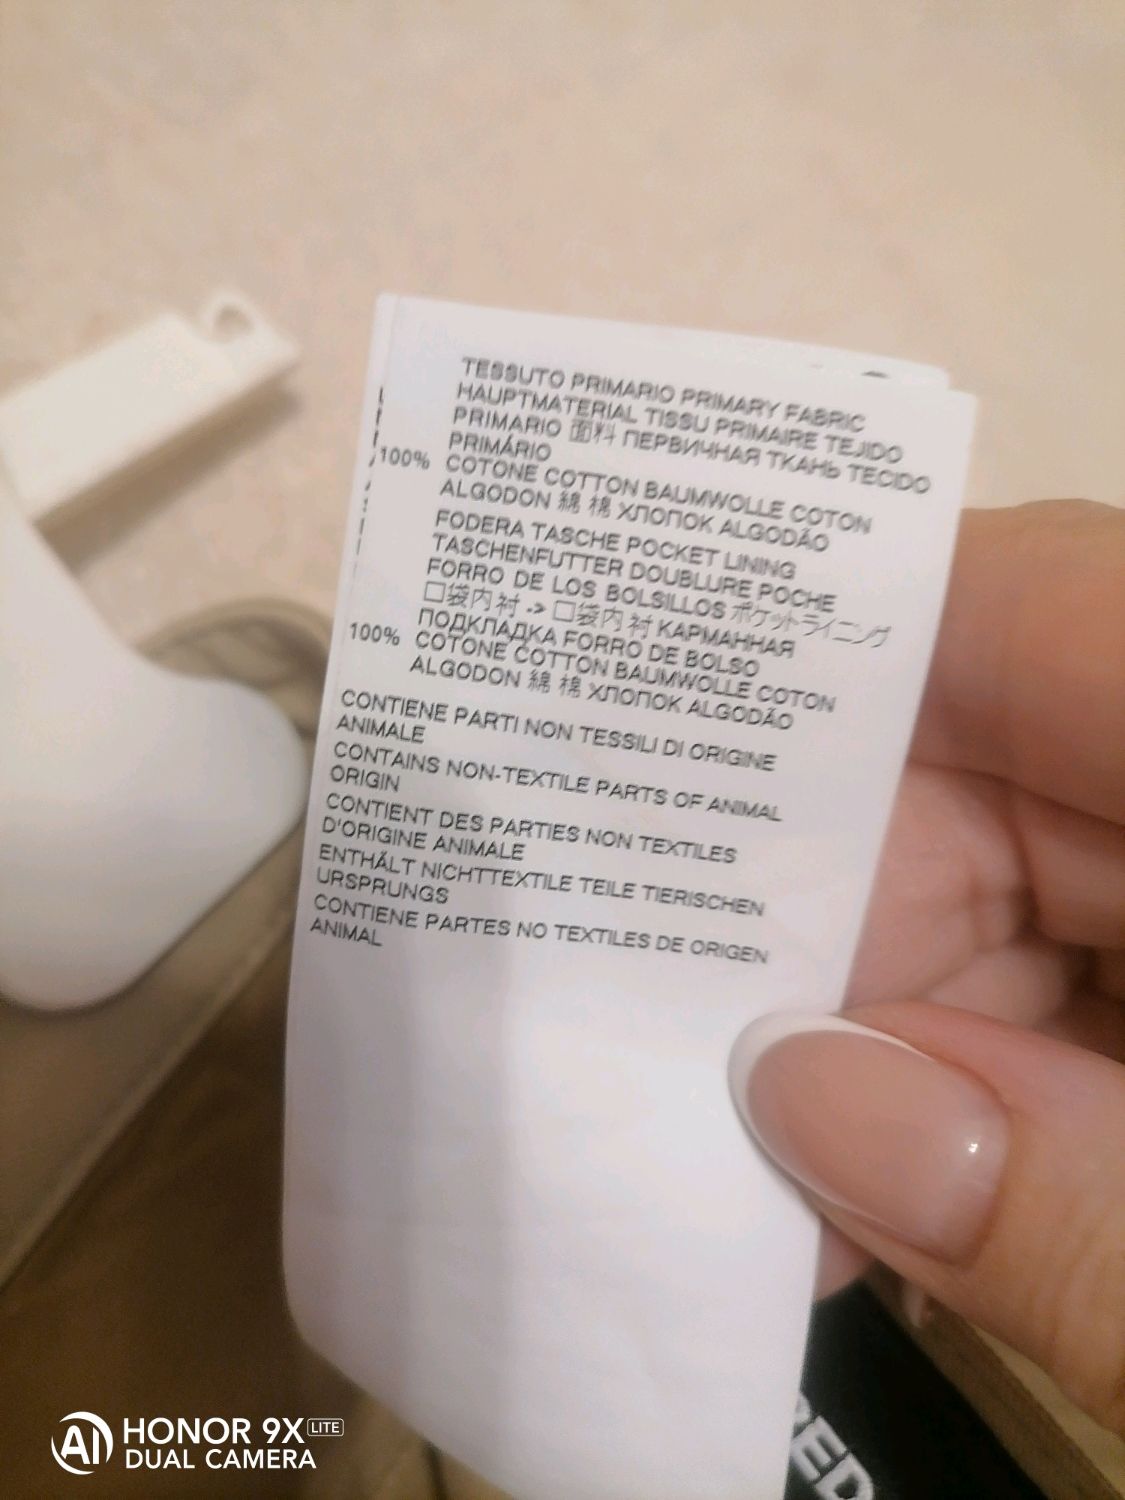 TESSUTO PRIMARIO PRIMARY FABRIC
HAUPTMATERIAL TISSU PRIMAIRE TEJIDO
PRIMARIO 面料 ПЕРВИЧНАЯ ТКАНЬ TECIDO
PRIMÁRIO
100% COTONE COTTON BAUMWOLLE COTON
ALGODON 綿 棉 ХЛОПОК ALGODÃO
FODERA TASCHE POCKET LINING
TASCHENFUTTER DOUBLURE POCHE
FORRO DE LOS BOLSILLOS ポケットライニング
口袋内衬 -> 口袋内衬 КАРМАННАЯ
ПОДКЛАДКА FORRO DE BOLSO
100% COTONE COTTON BAUMWOLLE COTON
ALGODON 綿 棉 ХЛОПОК ALGODÃO
CONTIENE PARTI NON TESSILI DI ORIGINE
ANIMALE
CONTAINS NON-TEXTILE PARTS OF ANIMAL
ORIGIN
CONTIENT DES PARTIES NON TEXTILES
D'ORIGINE ANIMALE
ENTHÄLT NICHTTEXTILE TEILE TIERISCHEN
URSPRUNGS
CONTIENE PARTES NO TEXTILES DE ORIGEN
ANIMAL
AI HONOR 9X LITE
DUAL CAMERA